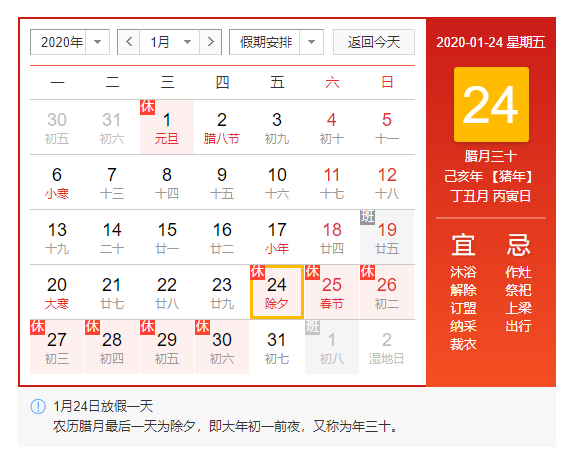 2020年 1月 假期安排 返回今天
一 二 三 四 五 六 日
休 1 元旦
30 31 2 3 4 5
初五 初六 腊八节 初九 初十 十一
6 7 8 9 10 11 12
小寒 十三 十四 十五 十六 十七 十八
班
13 14 15 16 17 18 19
十九 二十 廿一 廿二 小年 廿四 廿五
休 休 休
20 21 22 23 24 25 26
大寒 廿七 廿八 廿九 除夕 春节 初二
休 休 休 休 班
27 28 29 30 31 1 2
初三 初四 初五 初六 初七 初八 湿地日
2020-01-24 星期五
24
腊月三十
己亥年 【猪年】
丁丑月 丙寅日
宜 忌
沐浴 作灶
解除 祭祀
订盟 上梁
纳采 出行
裁衣
1月24日放假一天
农历腊月最后一天为除夕，即大年初一前夜，又称为年三十。